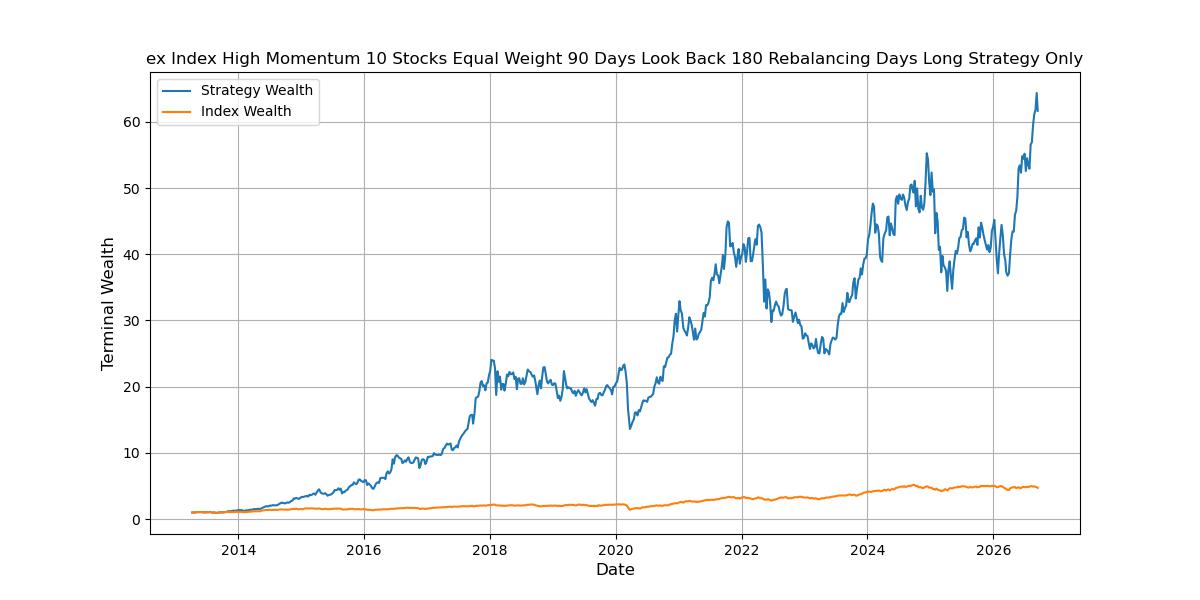 ex Index High Momentum 10 Stocks Equal Weight 90 Days Look Back 180 Rebalancing Days Long Strategy Only
Strategy Wealth
Index Wealth
Terminal Wealth
60
50
40
30
20
10
0
2014 2016 2018 2020 2022 2024 2026
Date